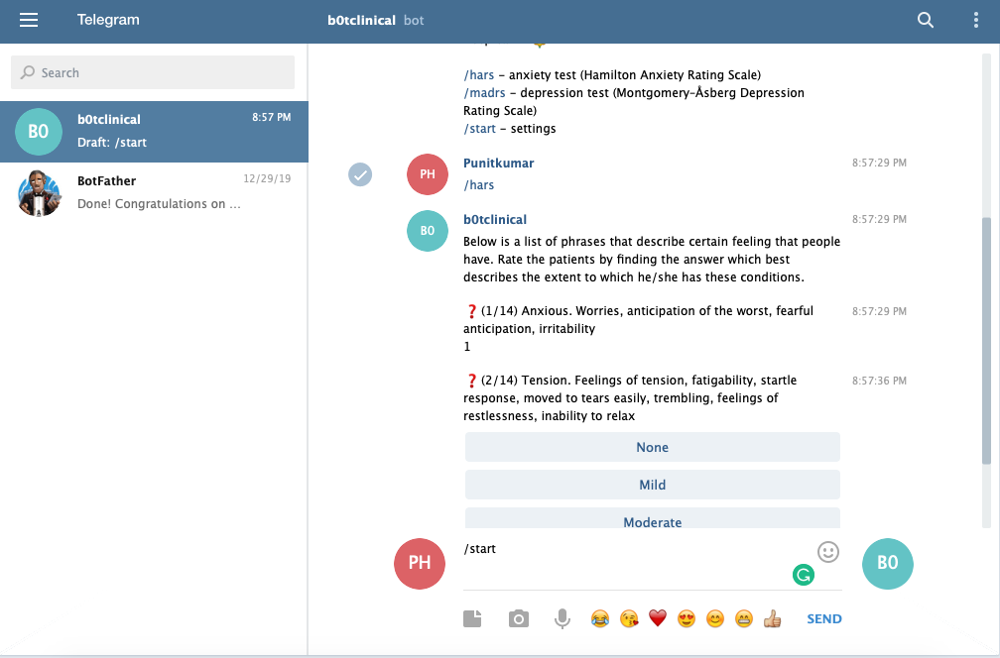 Telegram
b0tclinical bot
Search
B0
b0tclinical
8:57 PM
Draft: /start
BotFather
12/29/19
Done! Congratulations on ...
/hars – anxiety test (Hamilton Anxiety Rating Scale)
/madrs – depression test (Montgomery–Åsberg Depression
Rating Scale)
/start – settings
PH
Punitkumar
8:57:29 PM
/hars
B0
b0tclinical
8:57:29 PM
Below is a list of phrases that describe certain feeling that people
have. Rate the patients by finding the answer which best
describes the extent to which he/she has these conditions.
❓(1/14) Anxious. Worries, anticipation of the worst, fearful
8:57:29 PM
anticipation, irritability
1
❓(2/14) Tension. Feelings of tension, fatigability, startle
8:57:36 PM
response, moved to tears easily, trembling, feelings of
restlessness, inability to relax
None
Mild
Moderate
PH
/start
B0
SEND